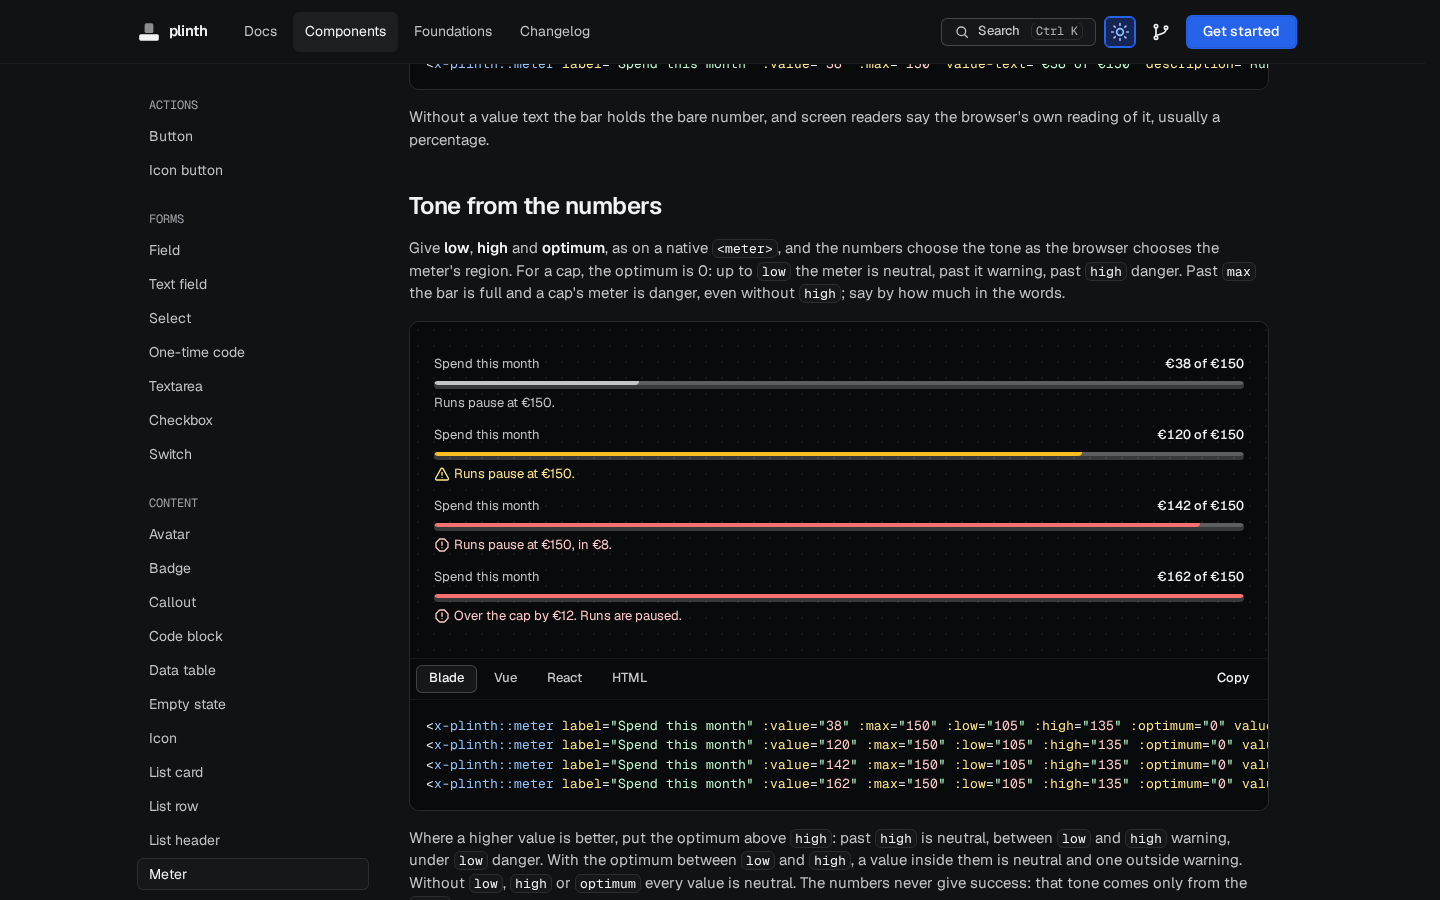 plinth
Docs
Components
Foundations
Changelog
Search
Ctrl K
Get started
ACTIONS
Button
Icon button
FORMS
Field
Text field
Select
One-time code
Textarea
Checkbox
Switch
CONTENT
Avatar
Badge
Callout
Code block
Data table
Empty state
Icon
List card
List row
List header
Meter
Without a value text the bar holds the bare number, and screen readers say the browser's own reading of it, usually a
percentage.
Tone from the numbers
Give low, high and optimum, as on a native <meter>, and the numbers choose the tone as the browser chooses the
meter's region. For a cap, the optimum is 0: up to low the meter is neutral, past it warning, past high danger. Past max
the bar is full and a cap's meter is danger, even without high; say by how much in the words.
Spend this month €38 of €150
Runs pause at €150.
Spend this month €120 of €150
Runs pause at €150.
Spend this month €142 of €150
Runs pause at €150, in €8.
Spend this month €162 of €150
Over the cap by €12. Runs are paused.
Blade Vue React HTML Copy
<x-plinth::meter label="Spend this month" :value="38" :max="150" :low="105" :high="135" :optimum="0" value
<x-plinth::meter label="Spend this month" :value="120" :max="150" :low="105" :high="135" :optimum="0" val
<x-plinth::meter label="Spend this month" :value="142" :max="150" :low="105" :high="135" :optimum="0" val
<x-plinth::meter label="Spend this month" :value="162" :max="150" :low="105" :high="135" :optimum="0" val
Where a higher value is better, put the optimum above high: past high is neutral, between low and high warning,
under low danger. With the optimum between low and high, a value inside them is neutral and one outside warning.
Without low, high or optimum every value is neutral. The numbers never give success: that tone comes only from the